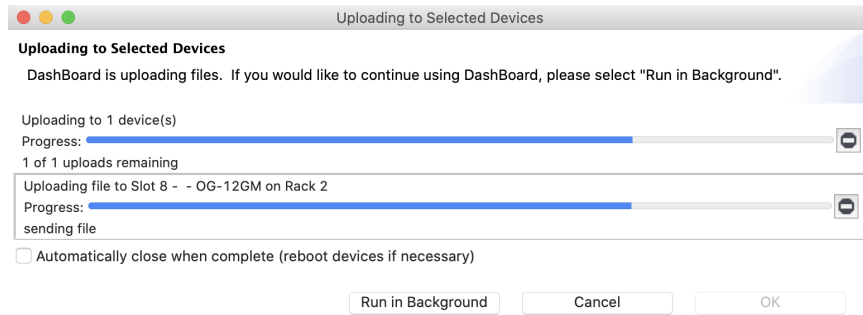 Uploading to Selected Devices
Uploading to Selected Devices
DashBoard is uploading files. If you would like to continue using DashBoard, please select "Run in Background".
Uploading to 1 device(s)
Progress:
1 of 1 uploads remaining
Uploading file to Slot 8 - - OG-12GM on Rack 2
Progress:
sending file
Automatically close when complete (reboot devices if necessary)
Run in Background Cancel OK